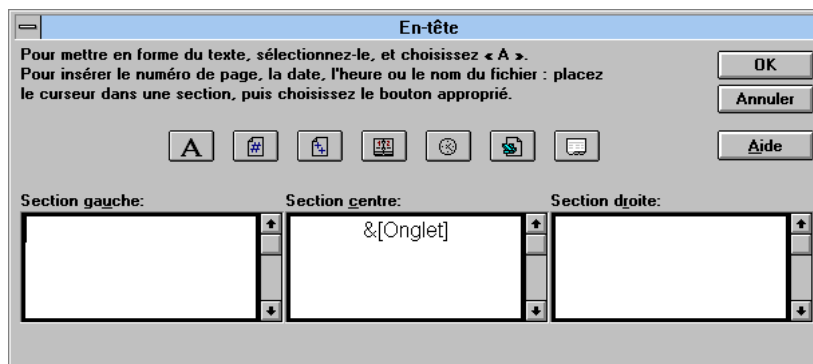 En-tête
Pour mettre en forme du texte, sélectionnez-le, et choisissez « A ».
Pour insérer le numéro de page, la date, l'heure ou le nom du fichier : placez
le curseur dans une section, puis choisissez le bouton approprié.
OK
Annuler
Aide
A
#
Section gauche:
Section centre:
Section droite:
&[Onglet]